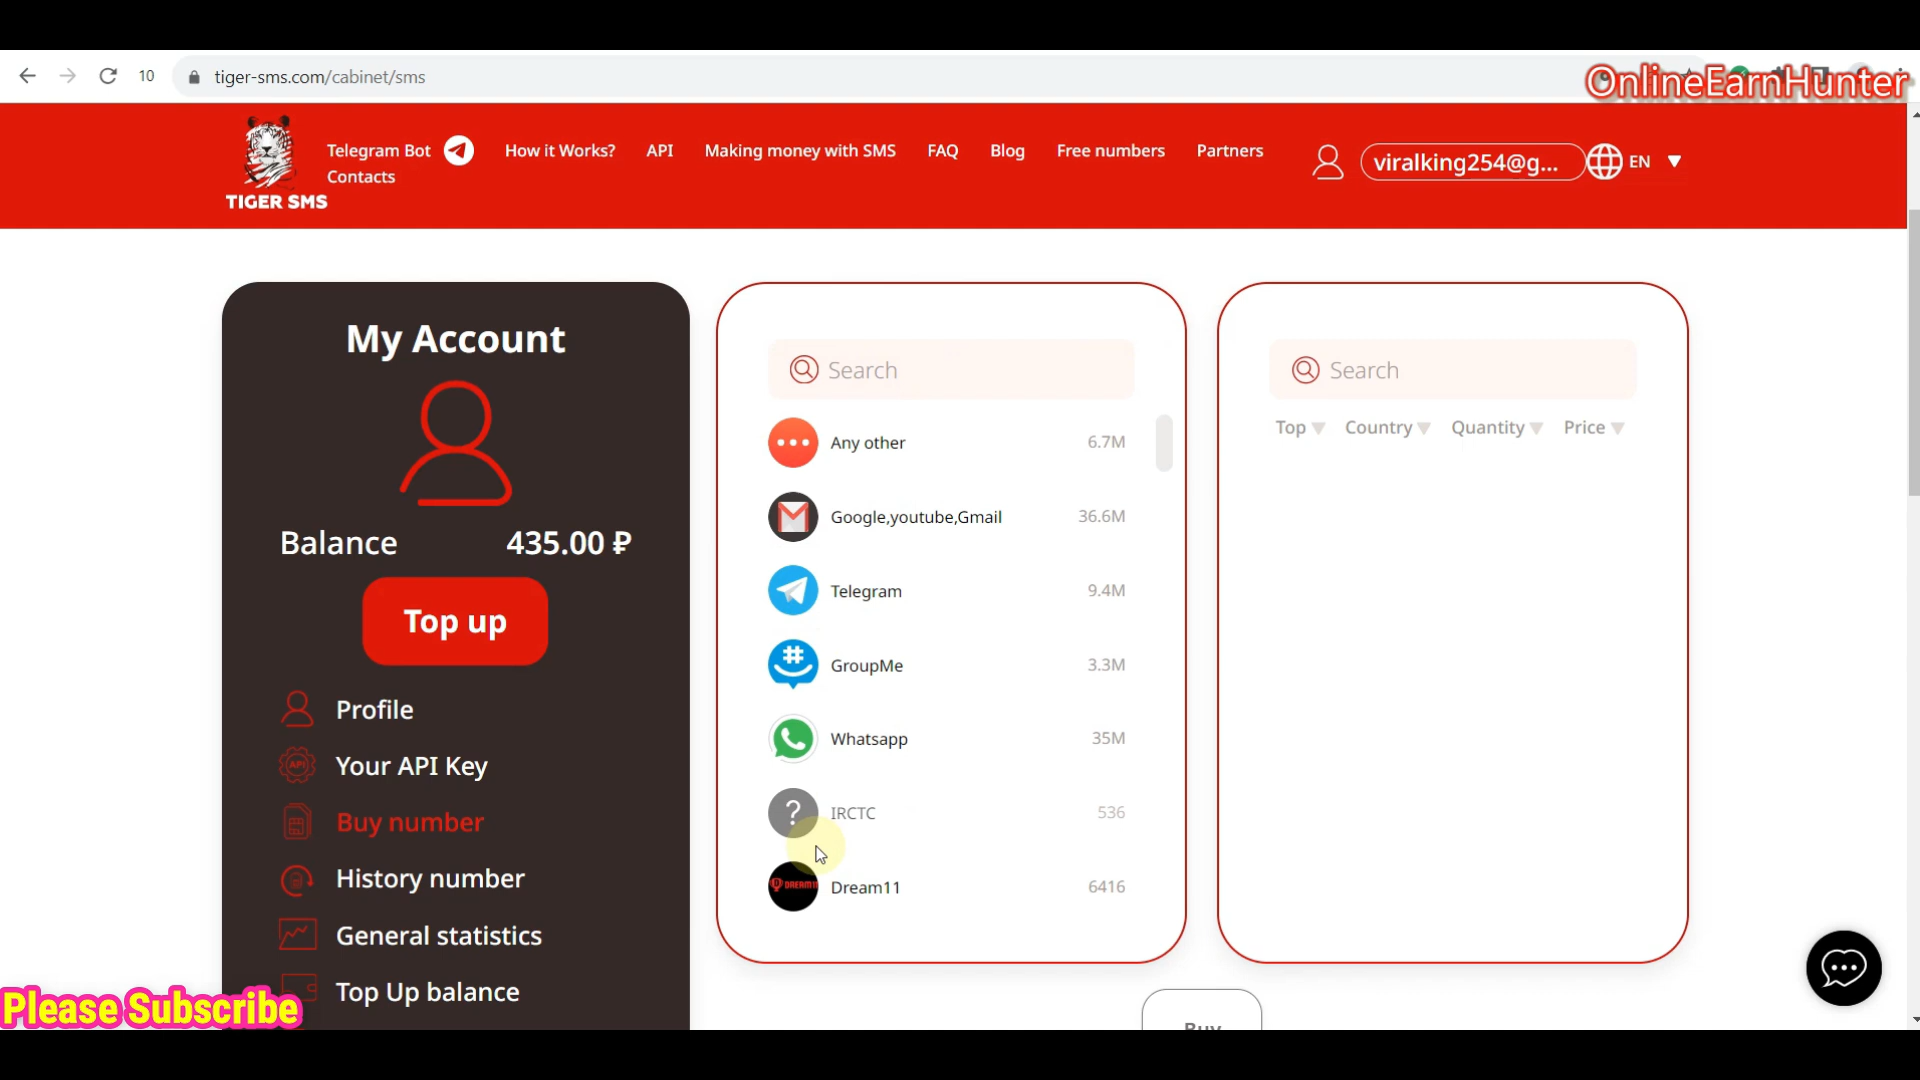 10
tiger-sms.com/cabinet/sms
OnlineEarnHunter
TIGER SMS
Telegram Bot
How it Works?
API
Making money with SMS
FAQ
Blog
Free numbers
Partners
Contacts
viralking254@g...
EN
My Account
Balance 435.00 ₽
Top up
Profile
API
Your API Key
Buy number
History number
General statistics
Top Up balance
Search
Any other 6.7M
Google,youtube,Gmail 36.6M
Telegram 9.4M
GroupMe 3.3M
Whatsapp 35M
? IRCTC 536
DREAM11 Dream11 6416
Search
Top Country Quantity Price
Buy
Please Subscribe